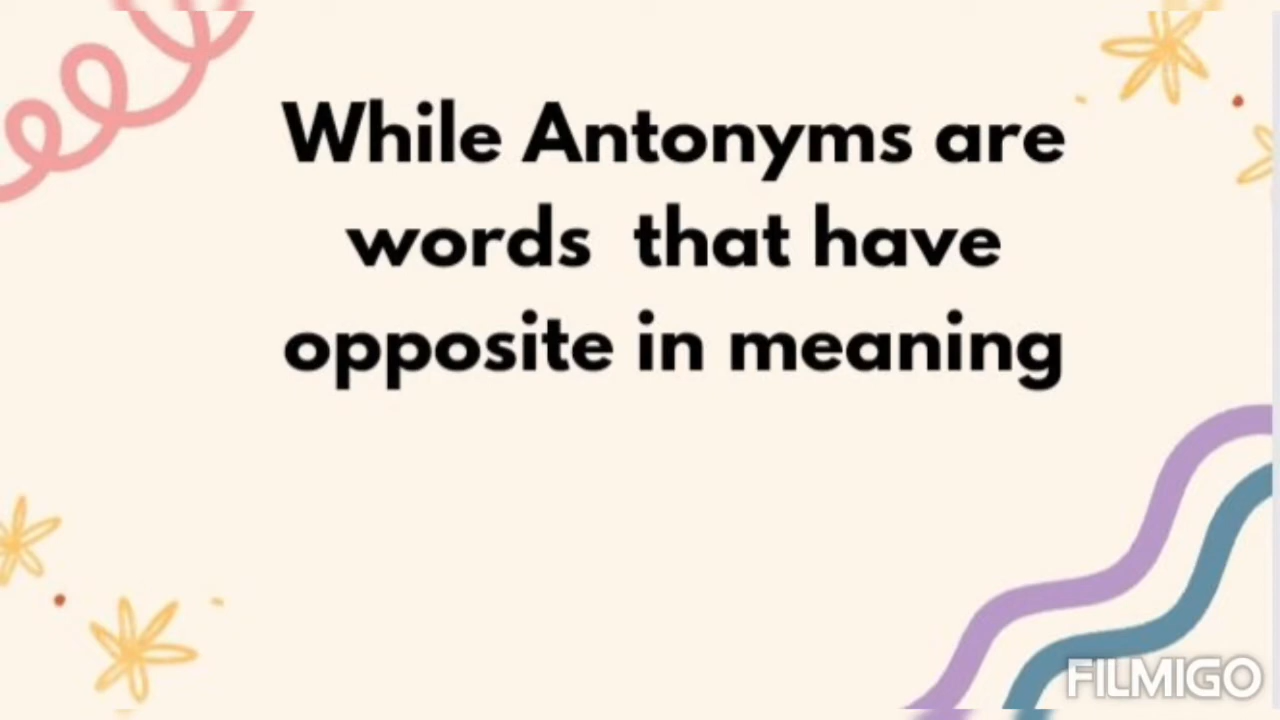 While Antonyms are
words that have
opposite in meaning
FILMIGO